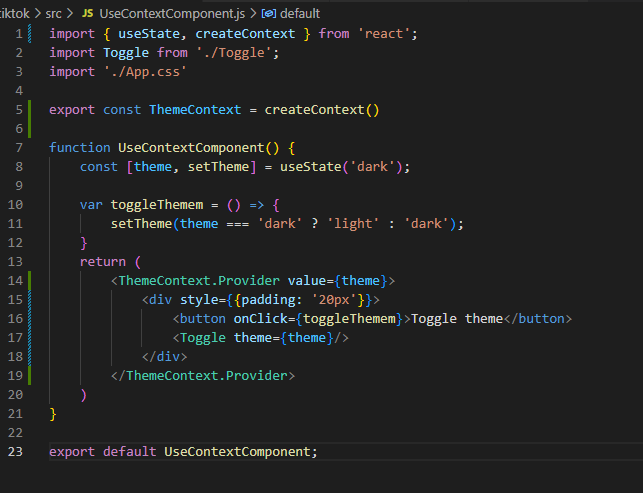 tiktok > src > JS UseContextComponent.js > default
1 import { useState, createContext } from 'react';
2 import Toggle from './Toggle';
3 import './App.css'
4
5 export const ThemeContext = createContext()
6
7 function UseContextComponent() {
8     const [theme, setTheme] = useState('dark');
9
10     var toggleThemem = () => {
11         setTheme(theme === 'dark' ? 'light' : 'dark');
12     }
13     return (
14         <ThemeContext.Provider value={theme}>
15             <div style={{padding: '20px'}}>
16                 <button onClick={toggleThemem}>Toggle theme</button>
17                 <Toggle theme={theme}/>
18             </div>
19         </ThemeContext.Provider>
20     )
21 }
22
23 export default UseContextComponent;